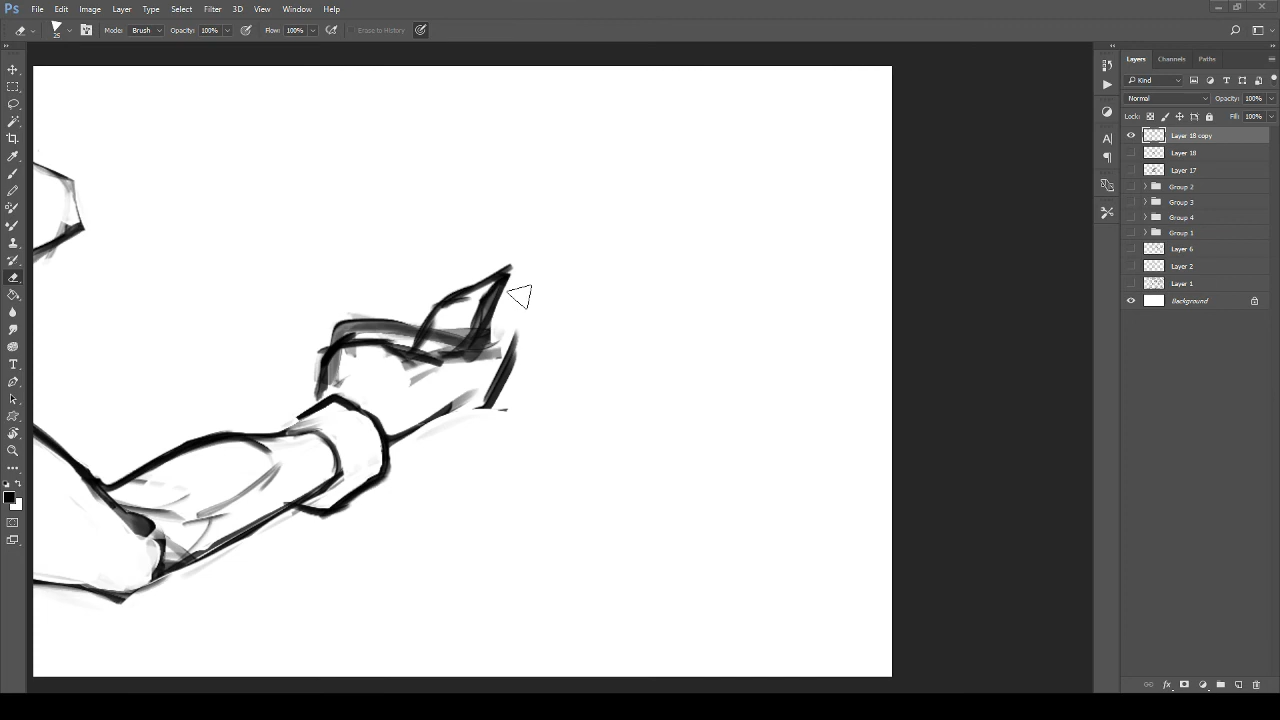 Ps File Edit Image Layer Type Select Filter 3D View Window Help
25 Mode: Brush Opacity: 100% Flow: 100% Erase to History
Layers Channels Paths
Kind
Normal Opacity: 100%
Lock: Fill: 100%
Layer 18 copy
Layer 18
Layer 17
Group 2
Group 3
Group 4
Group 1
Layer 6
Layer 2
Layer 1
Background